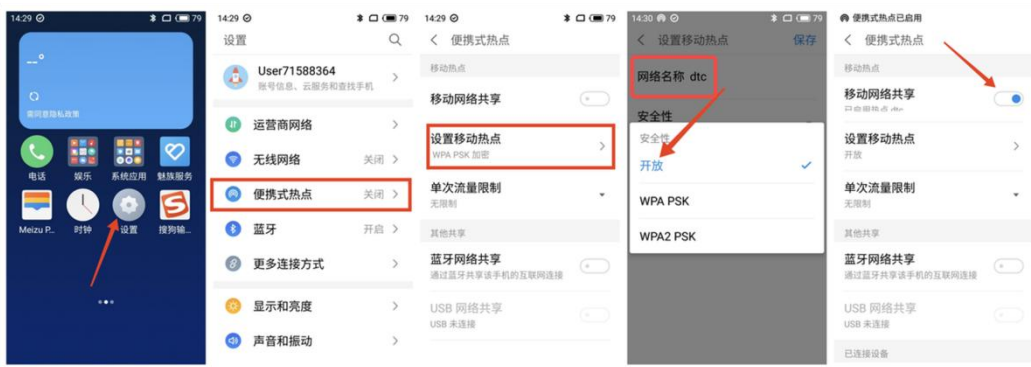 14:29
79
--°
需同意隐私政策
电话
娱乐
系统应用
魅族服务
Meizu P...
时钟
设置
搜狗输...
14:29
79
设置
User71588364
账号信息、云服务和查找手机
运营商网络
无线网络
关闭
便携式热点
关闭
蓝牙
开启
更多连接方式
显示和亮度
声音和振动
14:29
79
便携式热点
移动热点
移动网络共享
设置移动热点
WPA PSK 加密
单次流量限制
无限制
其他共享
蓝牙网络共享
通过蓝牙共享该手机的互联网连接
USB 网络共享
USB 未连接
14:30
79
设置移动热点
保存
网络名称 dtc
安全性
安全性
开放
WPA PSK
WPA2 PSK
便携式热点已启用
便携式热点
移动热点
移动网络共享
已启用热点 dtc
设置移动热点
开放
单次流量限制
无限制
其他共享
蓝牙网络共享
通过蓝牙共享该手机的互联网连接
USB 网络共享
USB 未连接
已连接设备